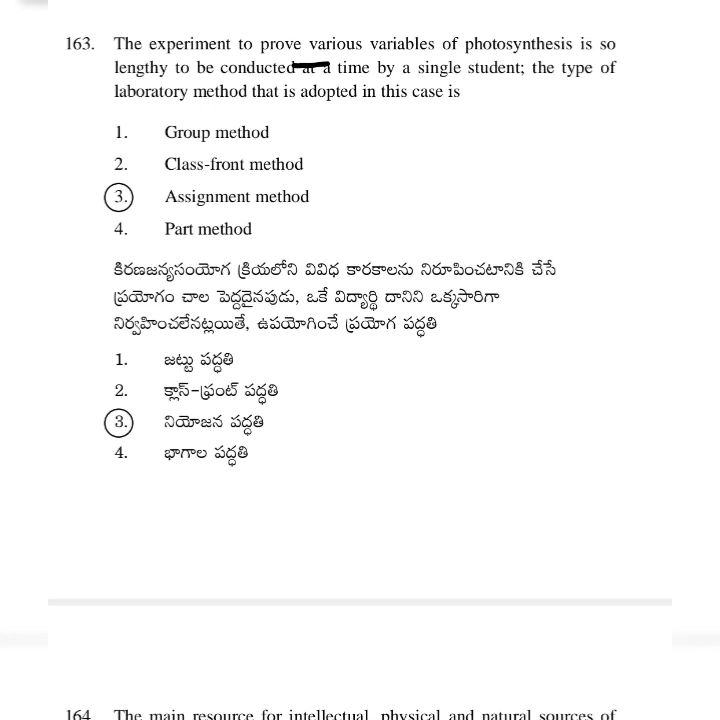 163. The experiment to prove various variables of photosynthesis is so
lengthy to be conducted at a time by a single student; the type of
laboratory method that is adopted in this case is
1. Group method
2. Class-front method
3. Assignment method
4. Part method
కిరణజన్యసంయోగ క్రియలోని వివిధ కారకాలను నిరూపించటానికి చేసే
ప్రయోగం చాల పెద్దదైనపుడు, ఒకే విద్యార్థి దానిని ఒక్కసారిగా
నిర్వహించలేనట్లయితే, ఉపయోగించే ప్రయోగ పద్ధతి
1. జట్టు పద్ధతి
2. క్లాస్-ఫ్రంట్ పద్ధతి
3. నియోజన పద్ధతి
4. భాగాల పద్ధతి
164 The main resource for intellectual, physical and natural sources of